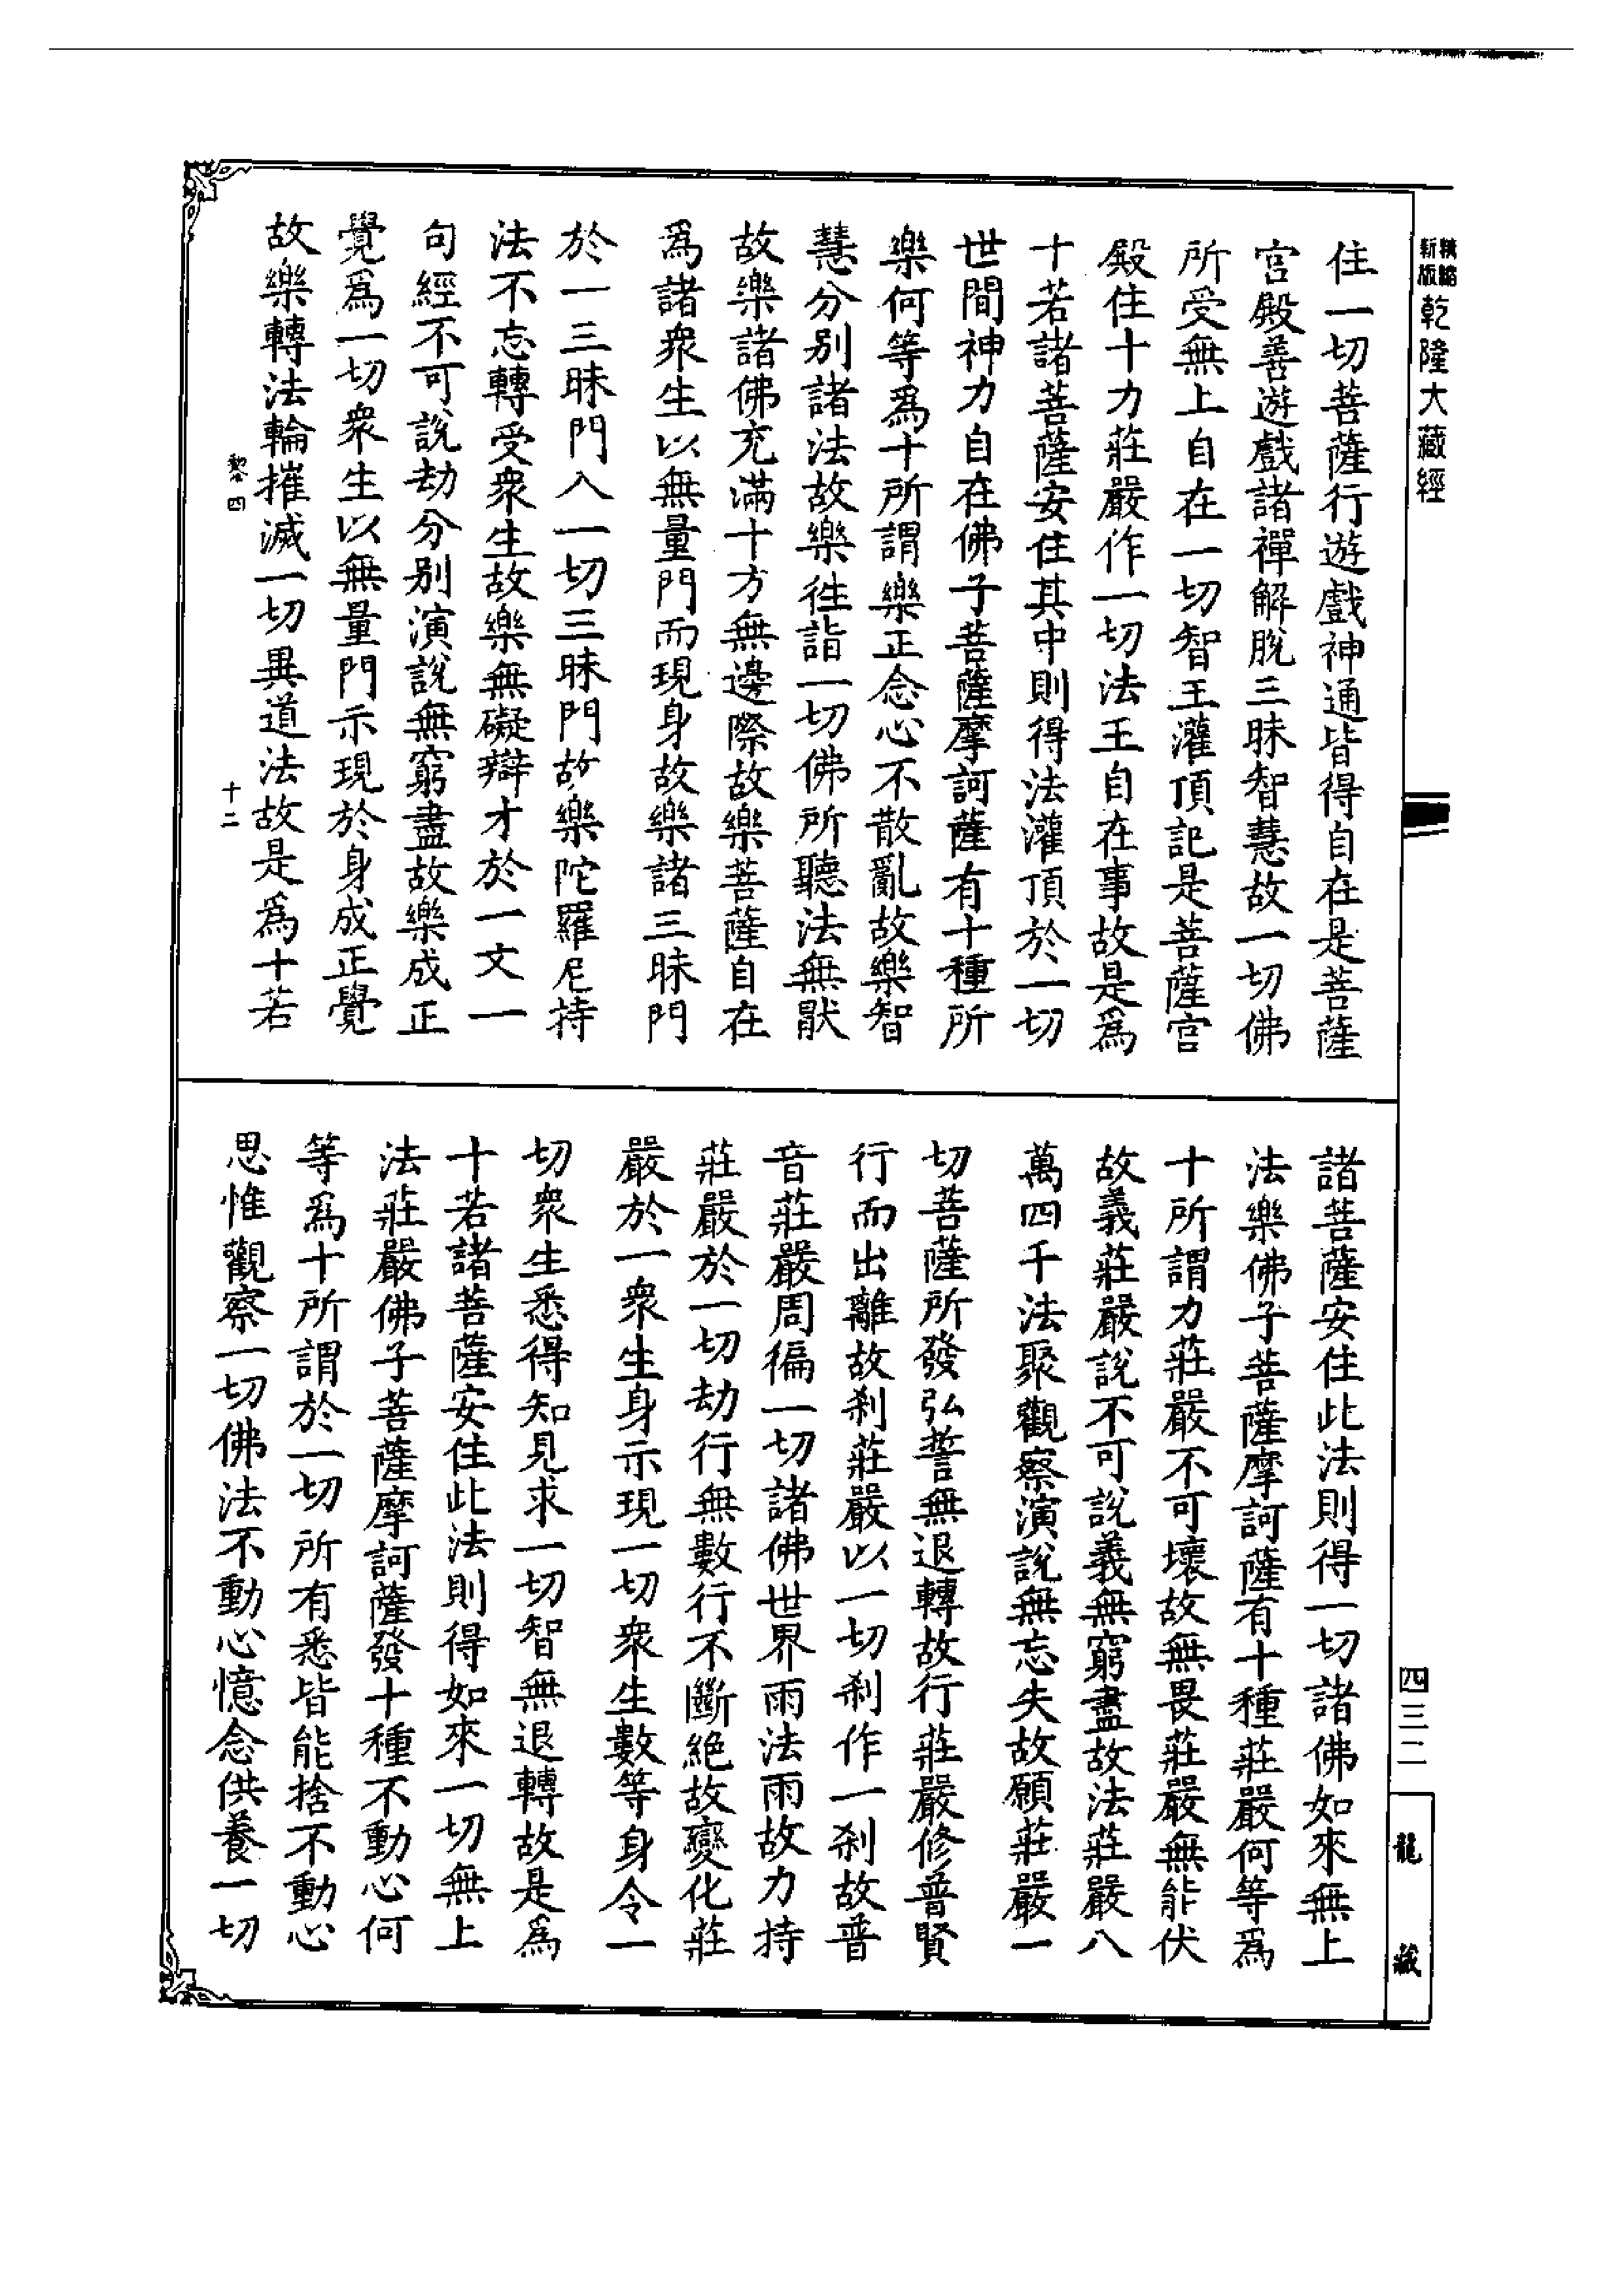 精縮
新版
乾隆大藏經
住一切菩薩行遊戲神通皆得自在是菩薩
宮殿善遊戲諸禪解脫三昧智慧故一切佛
所受無上自在一切智王灌頂記是菩薩宮
殿住十力莊嚴作一切法王自在事故是爲
十若諸菩薩安住其中則得法灌頂於一切
世間神力自在佛子菩薩摩訶薩有十種所
樂何等爲十所謂樂正念心不散亂故樂智
慧分別諸法故樂徃詣一切佛所聽法無猒
故樂諸佛充滿十方無邊際故樂菩薩自在
爲諸衆生以無量門而現身故樂諸三昧門
於一三昧門入一切三昧門故樂陀羅尼持
法不忘轉受衆生故樂無礙辯才於一文一
句經不可說劫分別演說無窮盡故樂成正
覺爲一切衆生以無量門示現於身成正覺
故樂轉法輪摧滅一切異道法故是爲十若
黎四
十二
諸菩薩安住此法則得一切諸佛如來無上
法樂佛子菩薩摩訶薩有十種莊嚴何等爲
十所謂力莊嚴不可壞故無畏莊嚴無能伏
故義莊嚴說不可說義無窮盡故法莊嚴八
萬四千法聚觀察演說無忘失故願莊嚴一
切菩薩所發弘誓無退轉故行莊嚴修普賢
行而出離故刹莊嚴以一切刹作一刹故普
音莊嚴周徧一切諸佛世界雨法雨故力持
莊嚴於一切劫行無數行不斷絶故變化莊
嚴於一衆生身示現一切衆生數等身令一
切衆生悉得知見求一切智無退轉故是爲
十若諸菩薩安住此法則得如來一切無上
法莊嚴佛子菩薩摩訶薩發十種不動心何
等爲十所謂於一切所有悉皆能捨不動心
思惟觀察一切佛法不動心憶念供養一切
四三二
龍藏